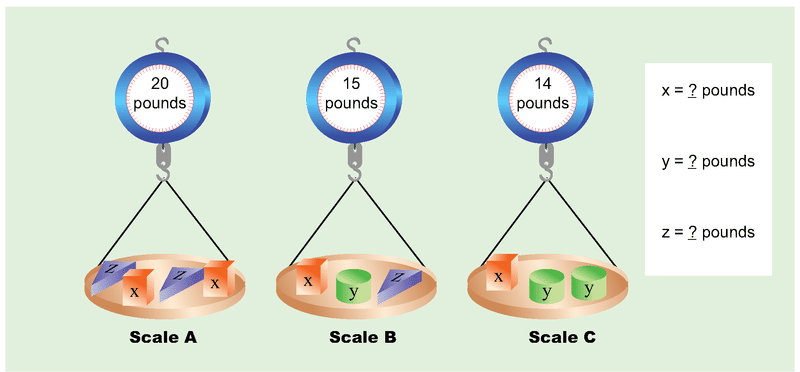 20
pounds
15
pounds
14
pounds
x = ? pounds
y = ? pounds
z = ? pounds
z
x
z
x
x
y
z
x
y
y
Scale A
Scale B
Scale C